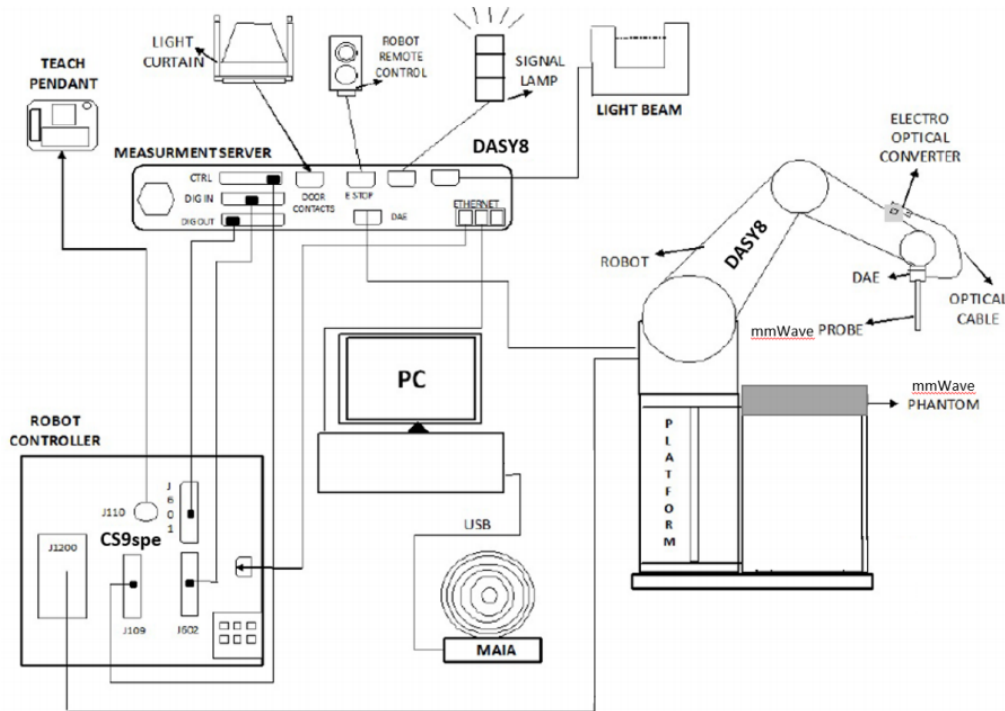 LIGHT
CURTAIN
ROBOT
REMOTE
CONTROL
SIGNAL
LAMP
LIGHT BEAM
TEACH
PENDANT
ELECTRO
OPTICAL
CONVERTER
MEASURMENT SERVER
DASY8
CTRL
DIG IN
DIG OUT
DOOR
CONTACTS
E STOP
DAE
ETHERNET
ROBOT
DASY8
DAE
OPTICAL
CABLE
mmWave PROBE
mmWave
PHANTOM
PC
PLATFORM
ROBOT
CONTROLLER
J601
J110
CS9spe
J1200
J109
J602
USB
MAIA